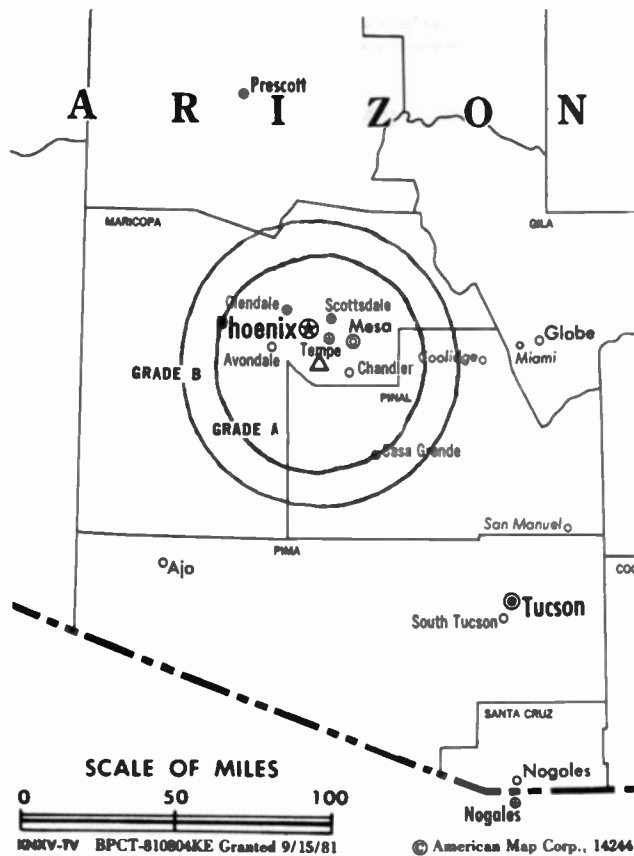 Prescott
A R I Z O N
MARICOPA
GILA
Glendale
Scottsdale
Phoenix
Mesa
Globe
Tempe
Avondale
Coolidge
Miami
GRADE B
Chandler
PINAL
GRADE A
Casa Grande
San Manuel
PIMA
COC
Ajo
Tucson
South Tucson
SANTA CRUZ
SCALE OF MILES
Nogales
0 50 100
Nogales
KNXV-TV BPCT-810804KE Granted 9/15/81
© American Map Corp., 14244